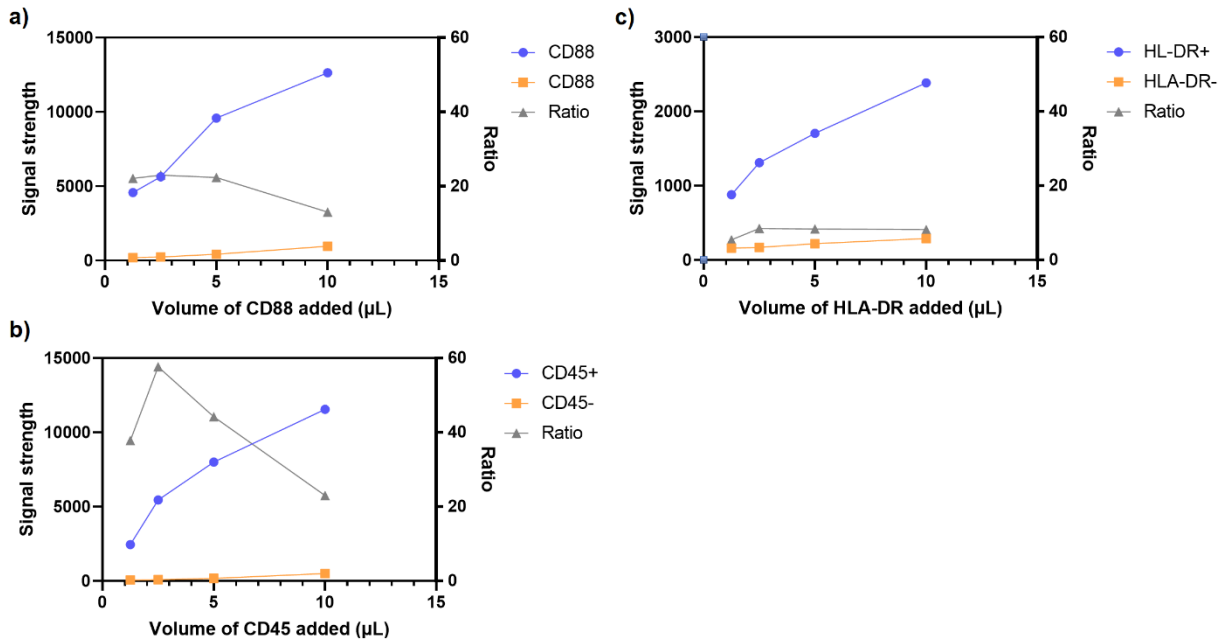 a)
15000
10000
5000
0
Signal strength
0
5
10
15
Volume of CD88 added (µL)
60
40
20
0
Ratio
CD88
CD88
Ratio
c)
3000
2000
1000
0
Signal strength
0
5
10
15
Volume of HLA-DR added (µL)
60
40
20
0
Ratio
HL-DR+
HLA-DR-
Ratio
b)
15000
10000
5000
0
Signal strength
0
5
10
15
Volume of CD45 added (µL)
60
40
20
0
Ratio
CD45+
CD45-
Ratio